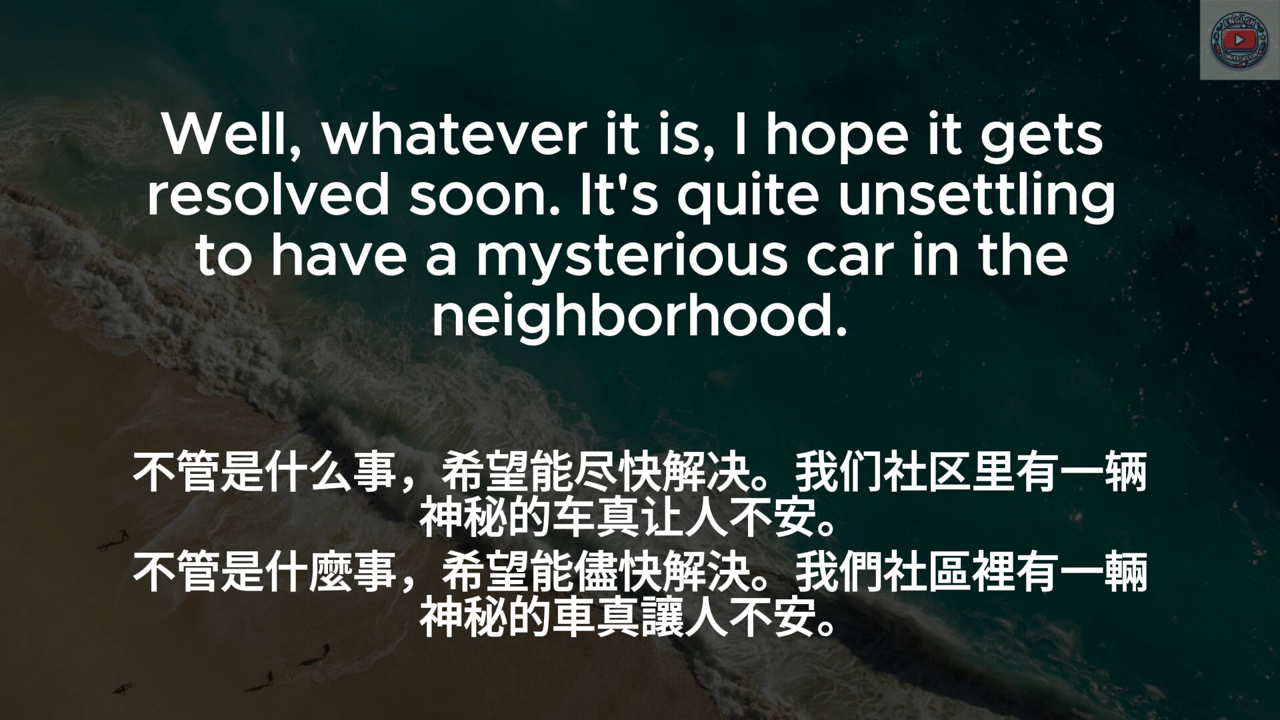 Well, whatever it is, I hope it gets
resolved soon. It's quite unsettling
to have a mysterious car in the
neighborhood.
不管是什么事，希望能尽快解决。我们社区里有一辆
神秘的车真让人不安。
不管是什麼事，希望能儘快解決。我們社區裡有一輛
神秘的車真讓人不安。